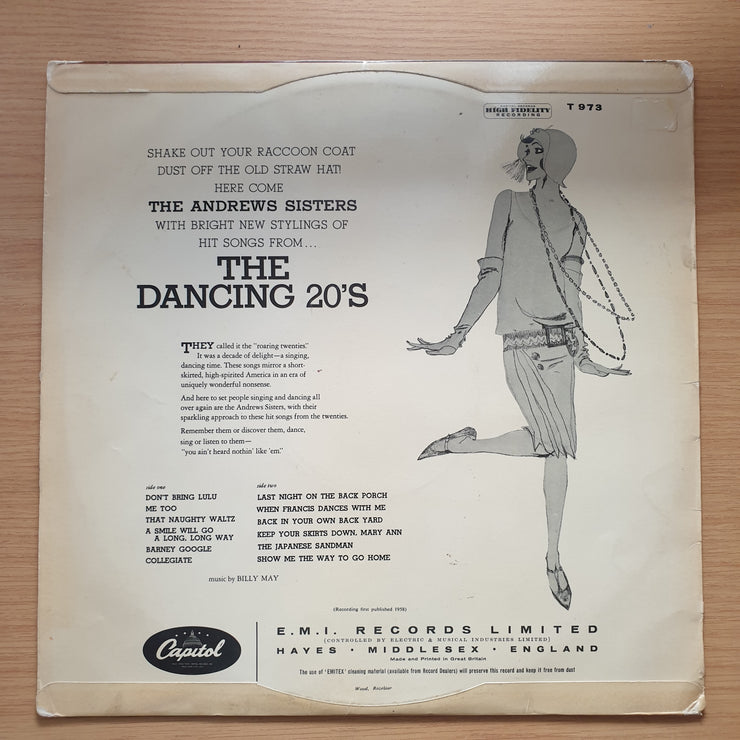 HIGH FIDELITY
RECORDING
T 973
SHAKE OUT YOUR RACCOON COAT
DUST OFF THE OLD STRAW HAT!
HERE COME
THE ANDREWS SISTERS
WITH BRIGHT NEW STYLINGS OF
HIT SONGS FROM...
THE
DANCING 20'S
THEY called it the "roaring twenties."
It was a decade of delight—a singing,
dancing time. These songs mirror a short-
skirted, high-spirited America in an era of
uniquely wonderful nonsense.
And here to set people singing and dancing all
over again are the Andrews Sisters, with their
sparkling approach to these hit songs from the twenties.
Remember them or discover them, dance,
sing or listen to them—
"you ain't heard nothin' like 'em."
side one
DON'T BRING LULU
ME TOO
THAT NAUGHTY WALTZ
A SMILE WILL GO
A LONG, LONG WAY
BARNEY GOOGLE
COLLEGIATE
side two
LAST NIGHT ON THE BACK PORCH
WHEN FRANCIS DANCES WITH ME
BACK IN YOUR OWN BACK YARD
KEEP YOUR SKIRTS DOWN, MARY ANN
THE JAPANESE SANDMAN
SHOW ME THE WAY TO GO HOME
music by BILLY MAY
(Recording first published 1958)
Capitol
E.M.I. RECORDS LIMITED
(CONTROLLED BY ELECTRIC & MUSICAL INDUSTRIES LIMITED)
HAYES • MIDDLESEX • ENGLAND
Made and Printed in Great Britain
The use of 'EMITEX' cleaning material (available from Record Dealers) will preserve this record and keep it free from dust